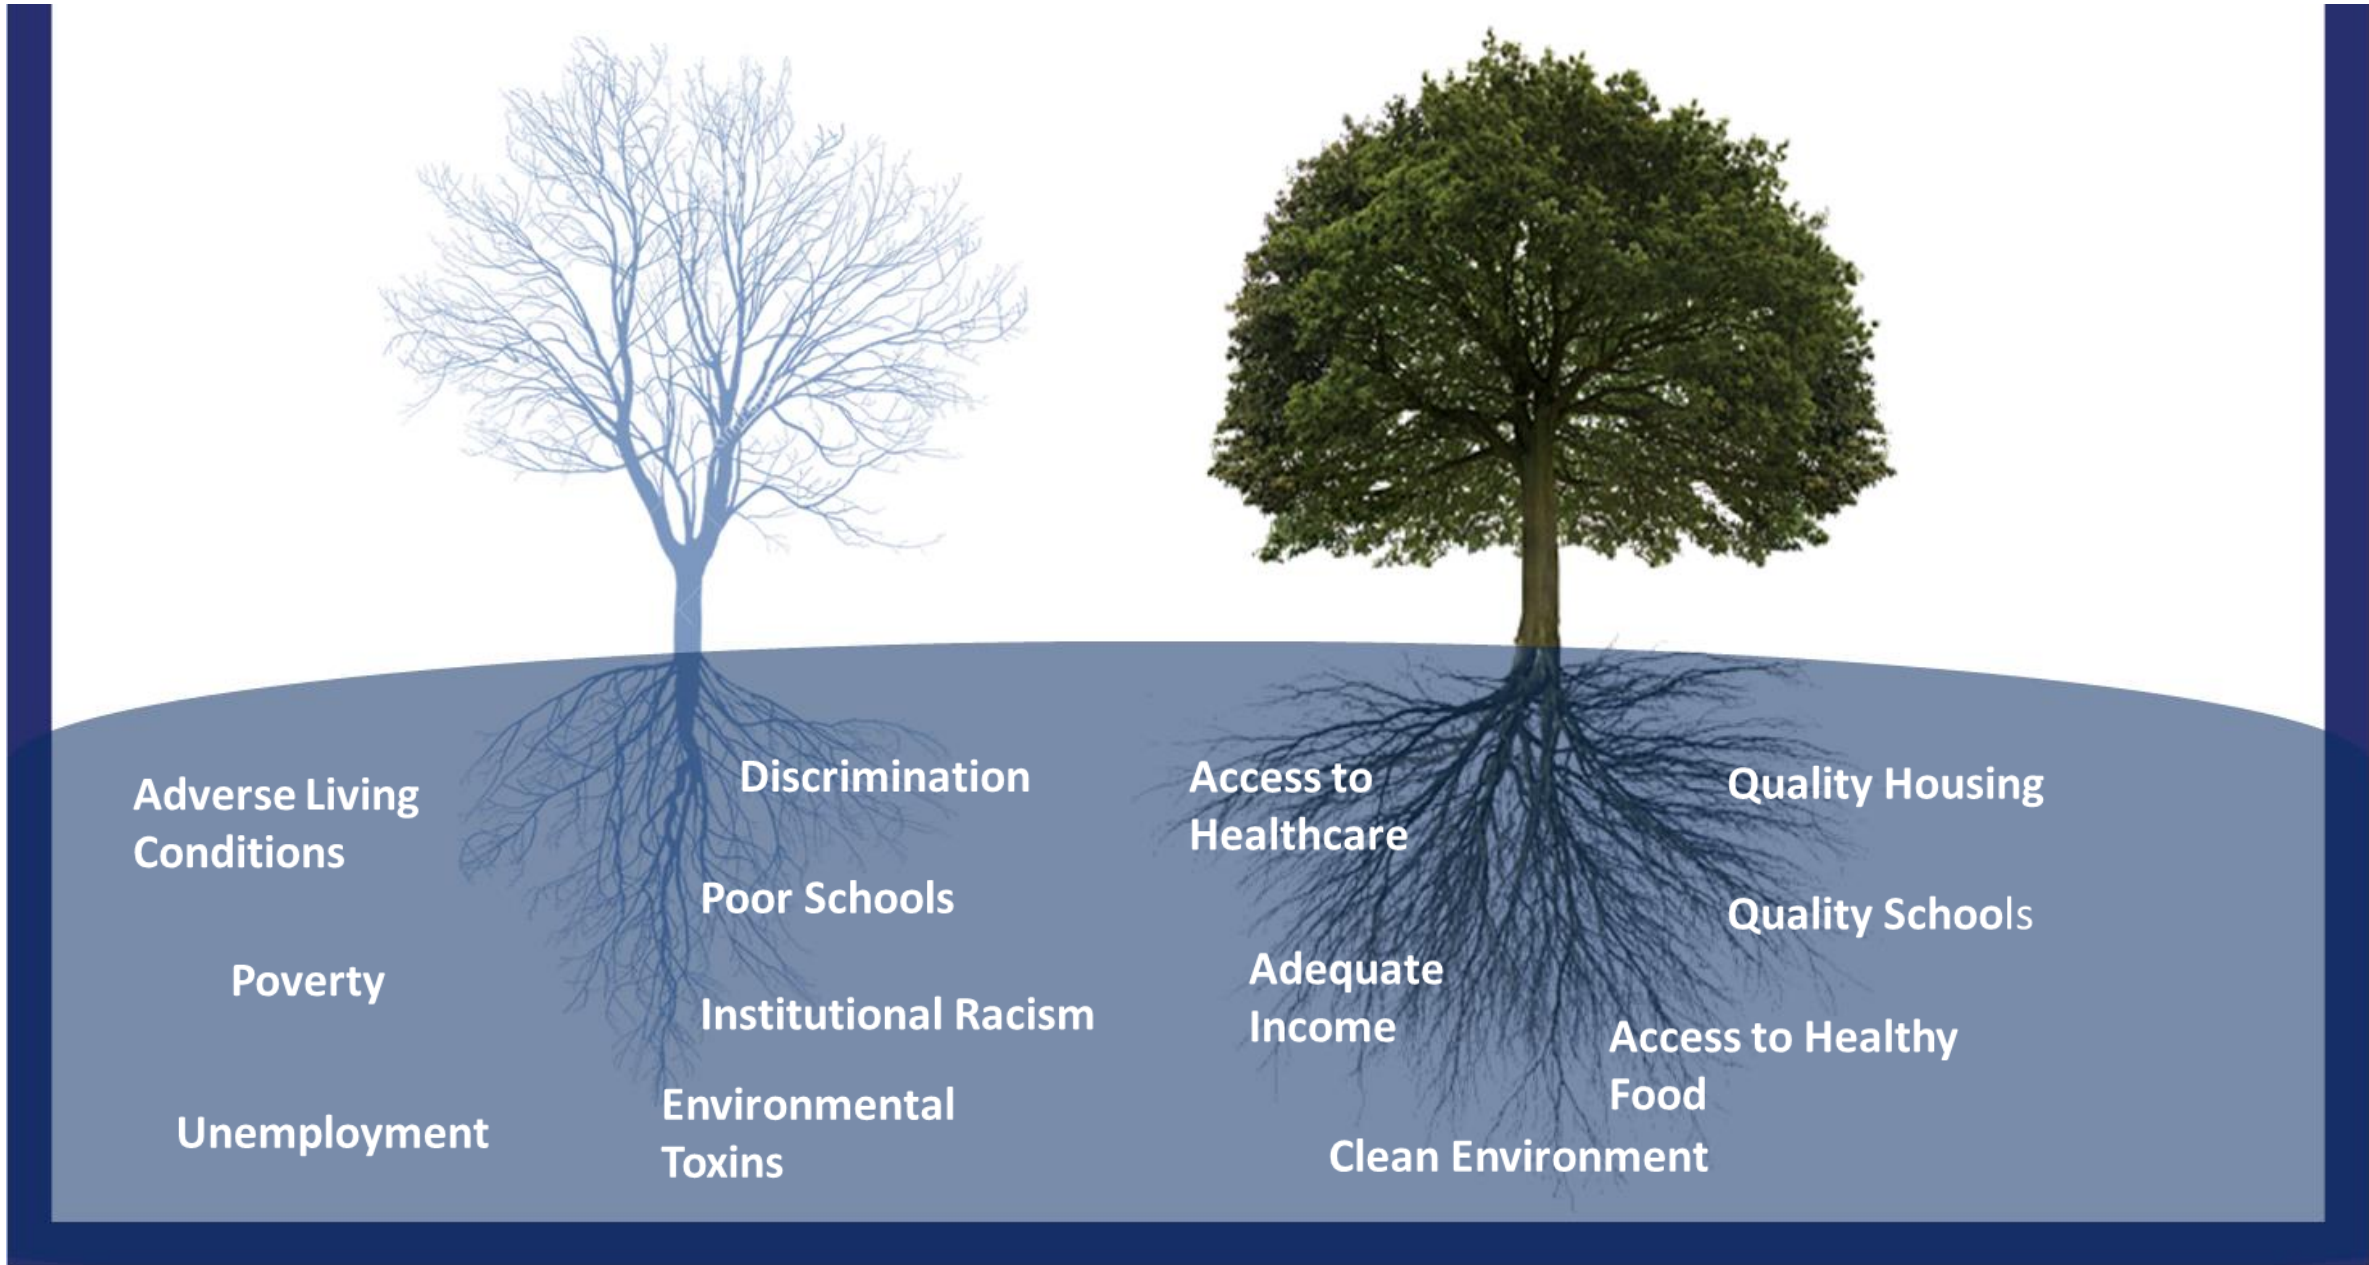 Adverse Living
Conditions
Poverty
Unemployment
Discrimination
Poor Schools
Institutional Racism
Environmental
Toxins
Access to
Healthcare
Adequate
Income
Quality Housing
Quality Schools
Access to Healthy
Food
Clean Environment